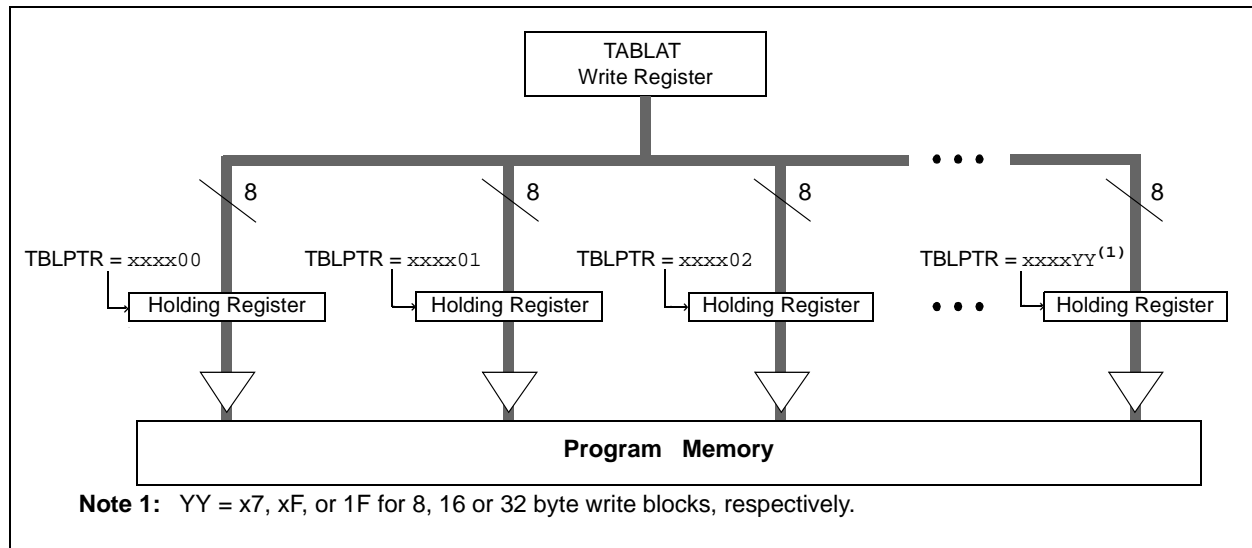 TABLAT
Write Register
8 8 8 8
TBLPTR = xxxx00 TBLPTR = xxxx01 TBLPTR = xxxx02 TBLPTR = xxxxYY(1)
Holding Register Holding Register Holding Register Holding Register
Program Memory
Note 1: YY = x7, xF, or 1F for 8, 16 or 32 byte write blocks, respectively.